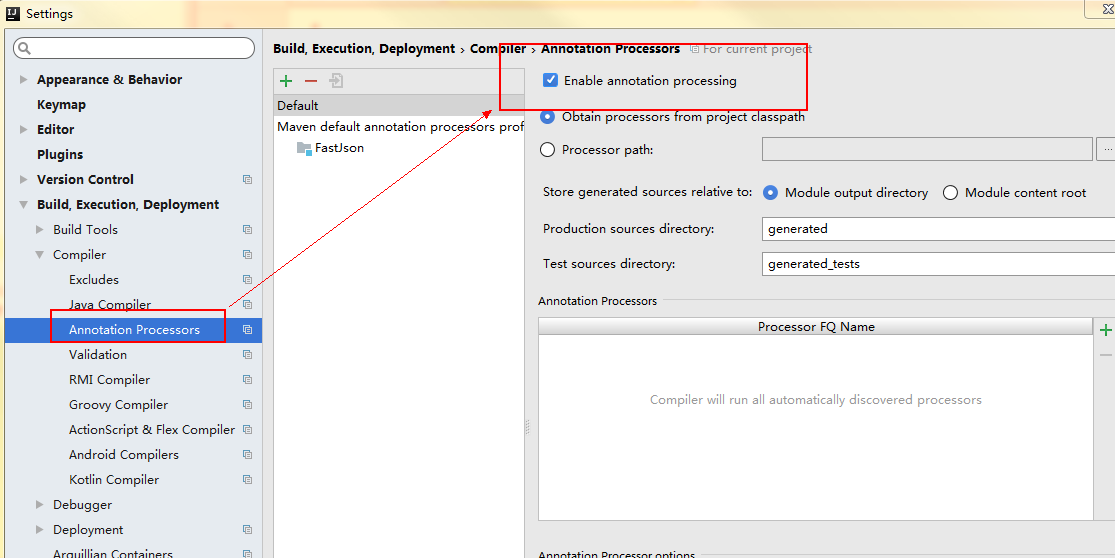 Settings
Appearance & Behavior
Keymap
Editor
Plugins
Version Control
Build, Execution, Deployment
Build Tools
Compiler
Excludes
Java Compiler
Annotation Processors
Validation
RMI Compiler
Groovy Compiler
ActionScript & Flex Compiler
Android Compilers
Kotlin Compiler
Debugger
Deployment
Arquillian Containers
Build, Execution, Deployment › Compiler › Annotation Processors For current project
Default
Maven default annotation processors prof
FastJson
Enable annotation processing
Obtain processors from project classpath
Processor path:
...
Store generated sources relative to: Module output directory Module content root
Production sources directory: generated
Test sources directory: generated_tests
Annotation Processors
Processor FQ Name
Compiler will run all automatically discovered processors
Annotation Processor options